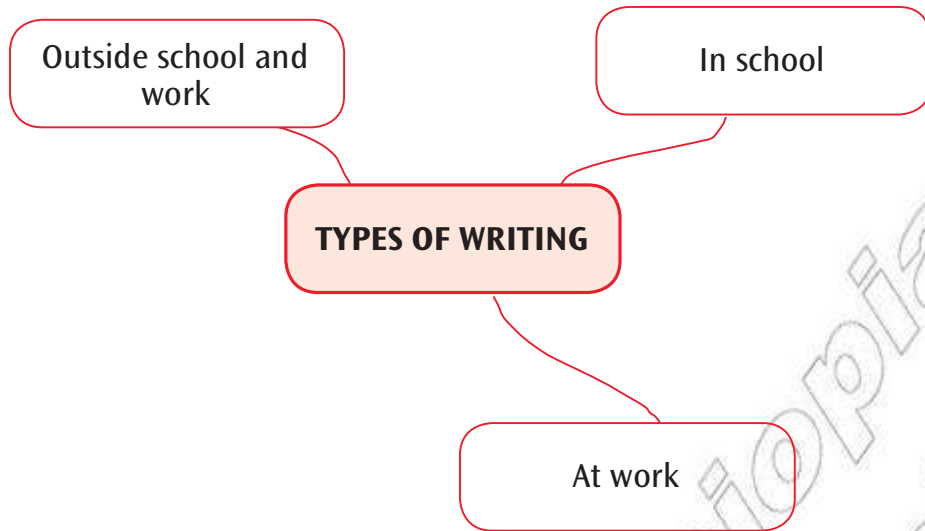 Outside school and
work
In school
TYPES OF WRITING
At work